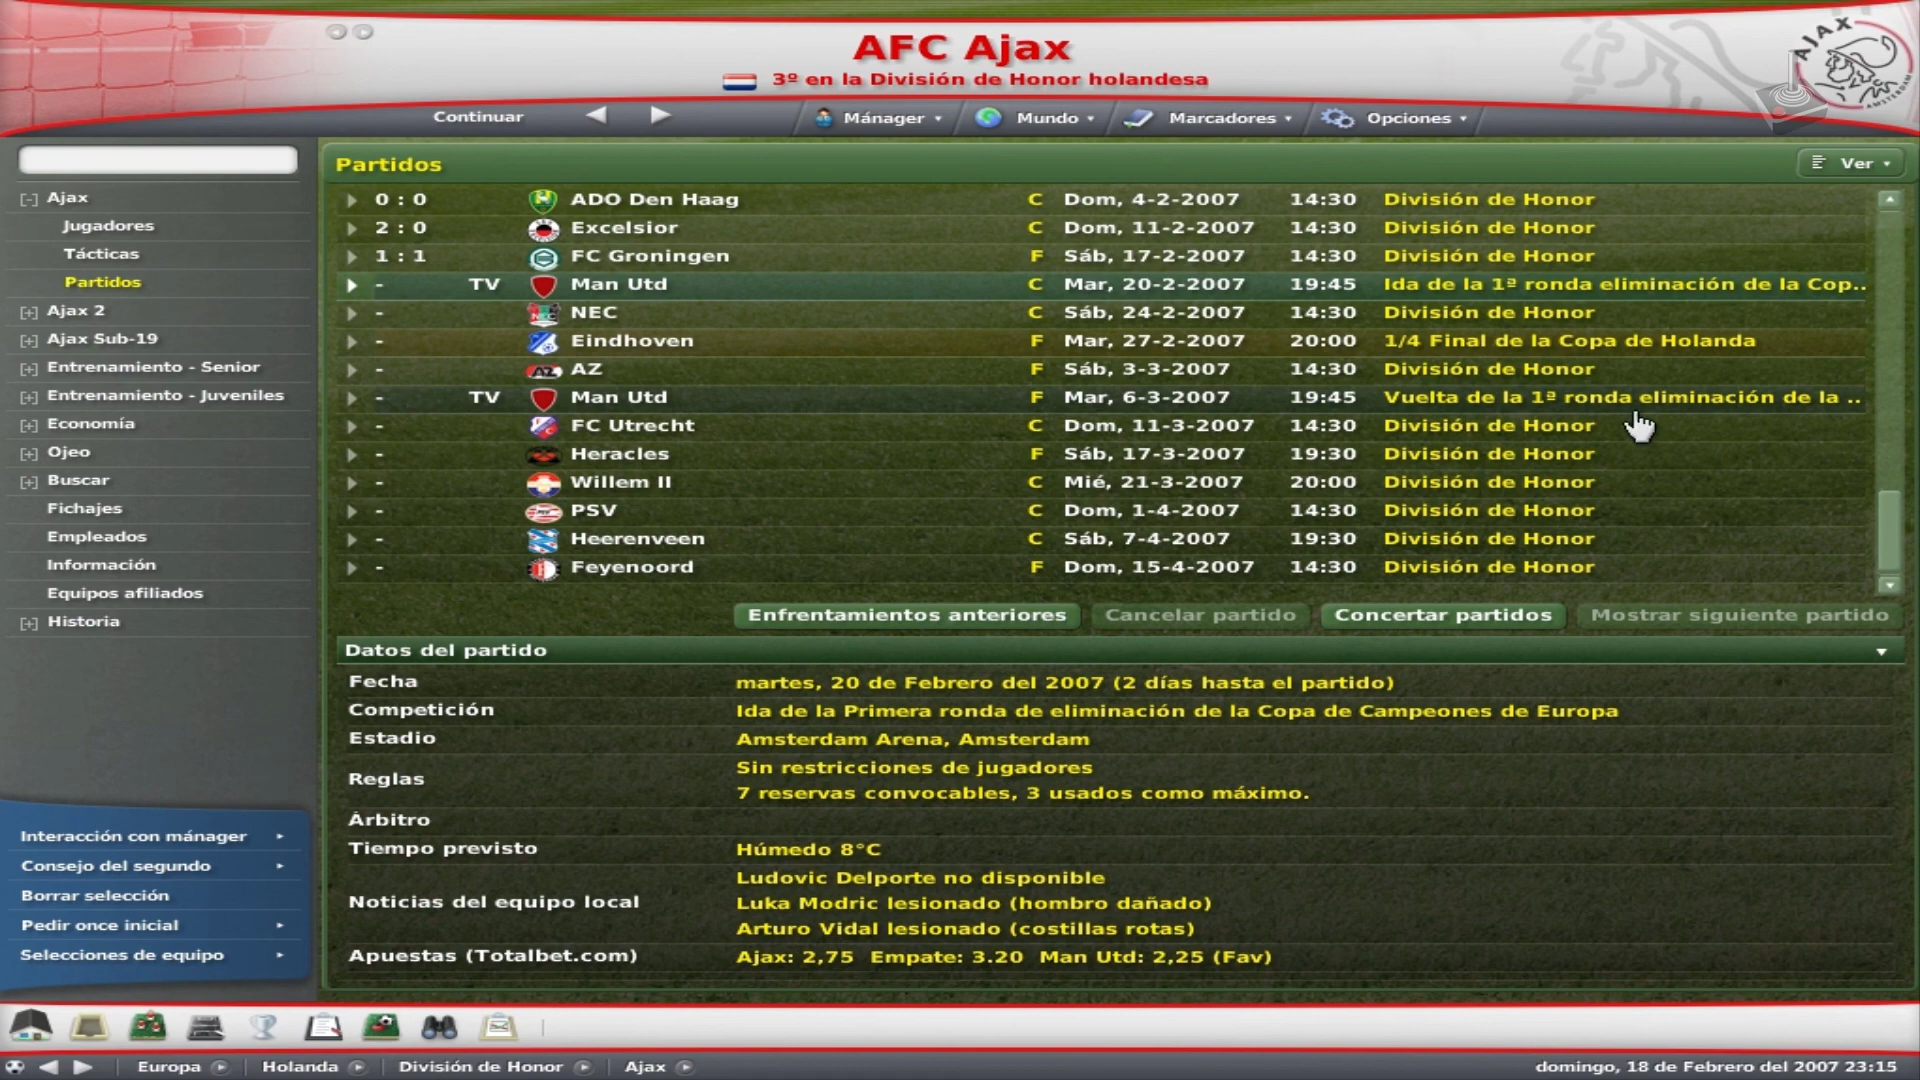 AFC Ajax
3º en la División de Honor holandesa
AJAX
AMSTERDAM
Continuar
Mánager
Mundo
Marcadores
Opciones
Partidos
Ver
[-] Ajax
Jugadores
Tácticas
Partidos
[+] Ajax 2
[+] Ajax Sub-19
[+] Entrenamiento - Senior
[+] Entrenamiento - Juveniles
[+] Economía
[+] Ojeo
[+] Buscar
Fichajes
Empleados
Información
Equipos afiliados
[+] Historia
0 : 0 ADO Den Haag C Dom, 4-2-2007 14:30 División de Honor
2 : 0 Excelsior C Dom, 11-2-2007 14:30 División de Honor
1 : 1 FC Groningen F Sáb, 17-2-2007 14:30 División de Honor
- TV Man Utd C Mar, 20-2-2007 19:45 Ida de la 1ª ronda eliminación de la Cop..
- NEC C Sáb, 24-2-2007 14:30 División de Honor
- Eindhoven F Mar, 27-2-2007 20:00 1/4 Final de la Copa de Holanda
- AZ F Sáb, 3-3-2007 14:30 División de Honor
- TV Man Utd F Mar, 6-3-2007 19:45 Vuelta de la 1ª ronda eliminación de la ..
- FC Utrecht C Dom, 11-3-2007 14:30 División de Honor
- Heracles F Sáb, 17-3-2007 19:30 División de Honor
- Willem II C Mié, 21-3-2007 20:00 División de Honor
- PSV C Dom, 1-4-2007 14:30 División de Honor
- Heerenveen C Sáb, 7-4-2007 19:30 División de Honor
- Feyenoord F Dom, 15-4-2007 14:30 División de Honor
Enfrentamientos anteriores
Cancelar partido
Concertar partidos
Mostrar siguiente partido
Datos del partido
Fecha martes, 20 de Febrero del 2007 (2 días hasta el partido)
Competición Ida de la Primera ronda de eliminación de la Copa de Campeones de Europa
Estadio Amsterdam Arena, Amsterdam
Reglas Sin restricciones de jugadores
7 reservas convocables, 3 usados como máximo.
Árbitro
Tiempo previsto Húmedo 8°C
Noticias del equipo local Ludovic Delporte no disponible
Luka Modric lesionado (hombro dañado)
Arturo Vidal lesionado (costillas rotas)
Apuestas (Totalbet.com) Ajax: 2,75 Empate: 3.20 Man Utd: 2,25 (Fav)
Interacción con mánager
Consejo del segundo
Borrar selección
Pedir once inicial
Selecciones de equipo
Europa
Holanda
División de Honor
Ajax
domingo, 18 de Febrero del 2007 23:15